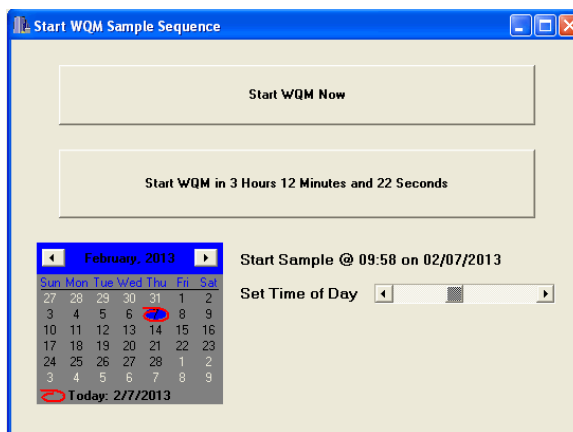 Start WQM Sample Sequence
Start WQM Now
Start WQM in 3 Hours 12 Minutes and 22 Seconds
February, 2013
Sun Mon Tue Wed Thu Fri Sat
27 28 29 30 31 1 2
3 4 5 6 7 8 9
10 11 12 13 14 15 16
17 18 19 20 21 22 23
24 25 26 27 28 1 2
3 4 5 6 7 8 9
Today: 2/7/2013
Start Sample @ 09:58 on 02/07/2013
Set Time of Day